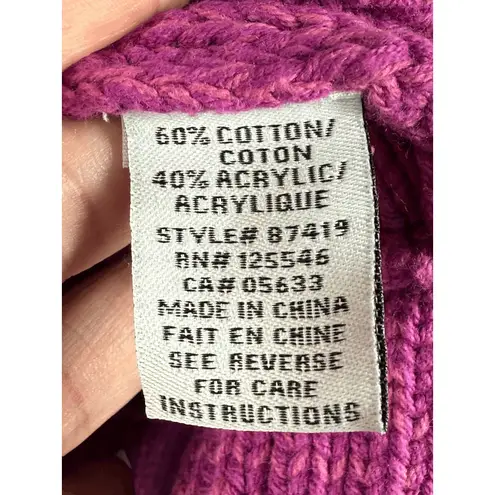 60% COTTON/
COTON
40% ACRYLIC/
ACRYLIQUE
STYLE# 87419
RN# 125546
CA# 05633
MADE IN CHINA
FAIT EN CHINE
SEE REVERSE
FOR CARE
INSTRUCTIONS